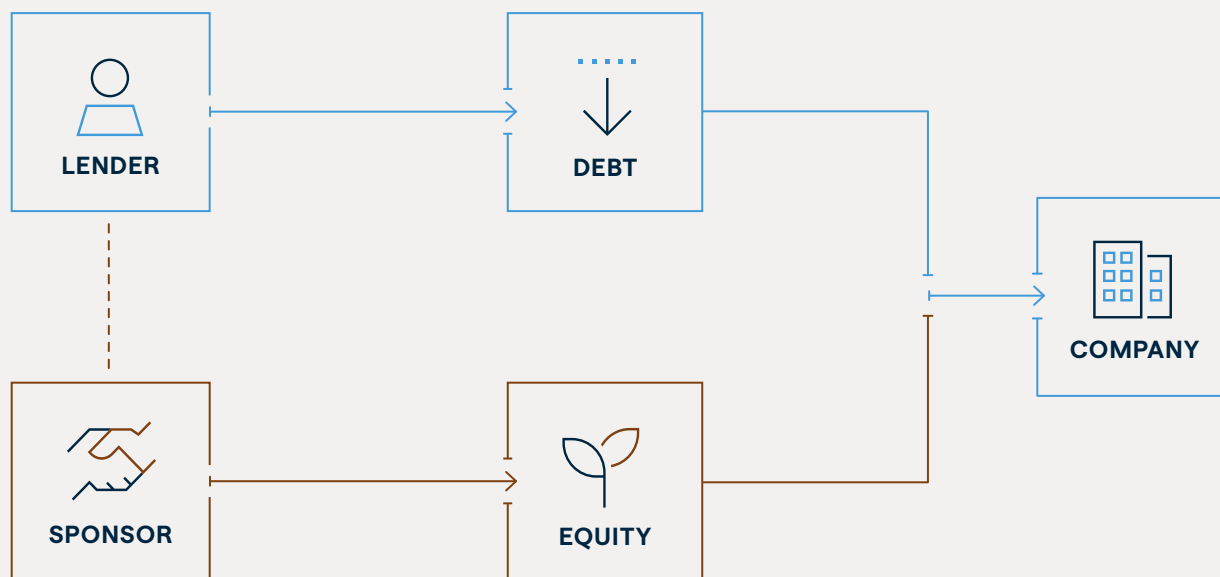 LENDER
DEBT
COMPANY
SPONSOR
EQUITY